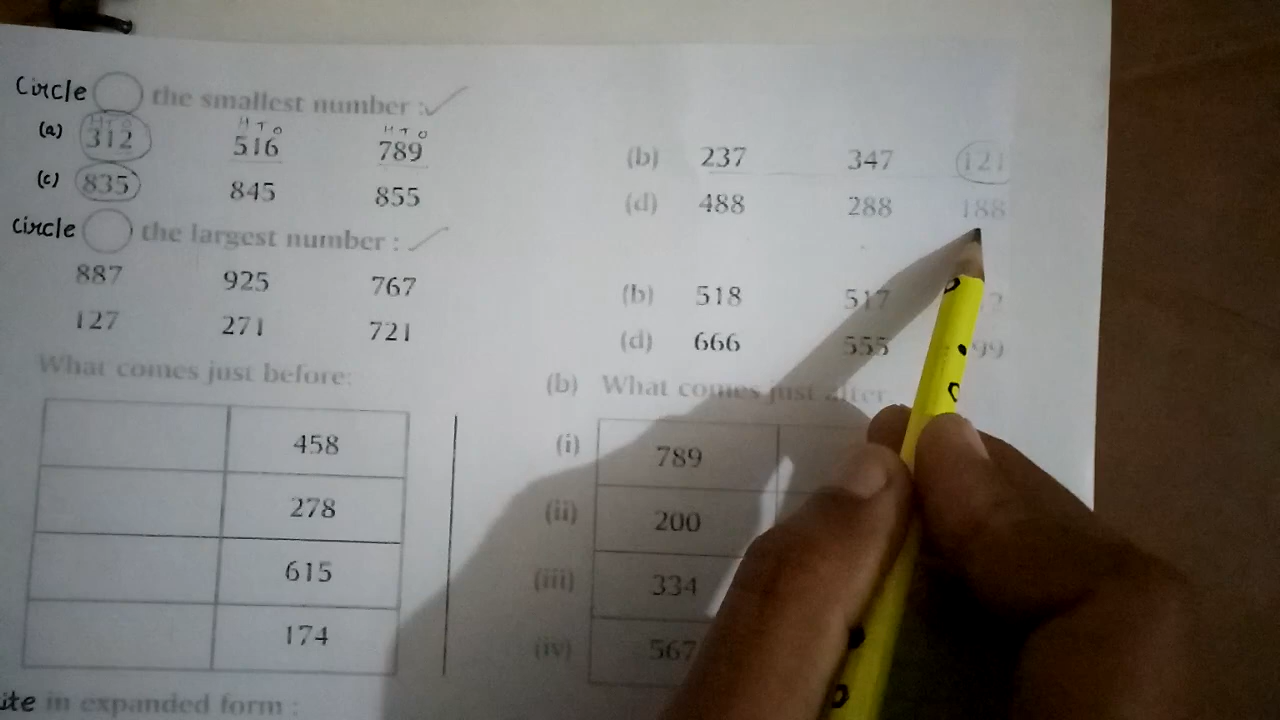 Circle the smallest number :
(a) 312 516 789 (b) 237 347 121
H T O H T O
(c) 835 845 855 (d) 488 288 188
Circle the largest number :
887 925 767 (b) 518 517
127 271 721 (d) 666 555 99
What comes just before: (b) What comes just after
458 (i) 789
278 (ii) 200
615 (iii) 334
174 (iv) 567
ite in expanded form :